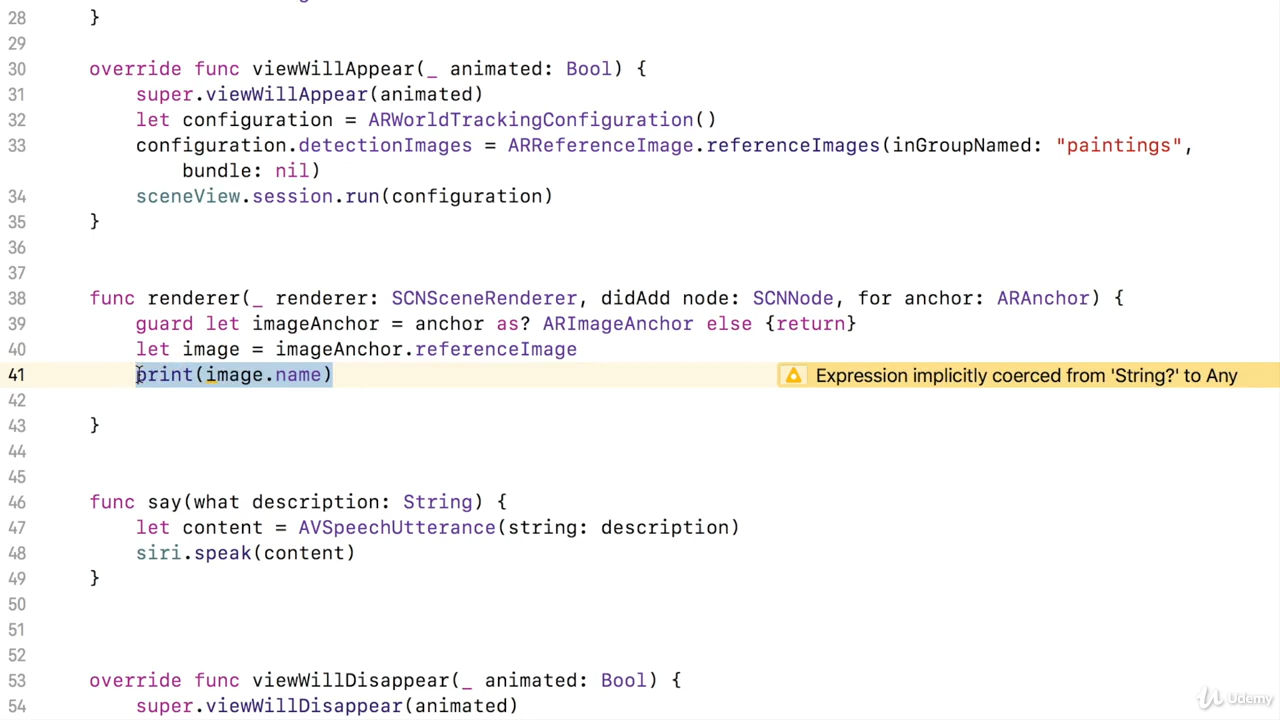 28 }
29
30 override func viewWillAppear(_ animated: Bool) {
31 super.viewWillAppear(animated)
32 let configuration = ARWorldTrackingConfiguration()
33 configuration.detectionImages = ARReferenceImage.referenceImages(inGroupNamed: "paintings",
bundle: nil)
34 sceneView.session.run(configuration)
35 }
36
37
38 func renderer(_ renderer: SCNSceneRenderer, didAdd node: SCNNode, for anchor: ARAnchor) {
39 guard let imageAnchor = anchor as? ARImageAnchor else {return}
40 let image = imageAnchor.referenceImage
41 print(image.name) Expression implicitly coerced from 'String?' to Any
42
43 }
44
45
46 func say(what description: String) {
47 let content = AVSpeechUtterance(string: description)
48 siri.speak(content)
49 }
50
51
52
53 override func viewWillDisappear(_ animated: Bool) {
54 super.viewWillDisappear(animated)
Udemy